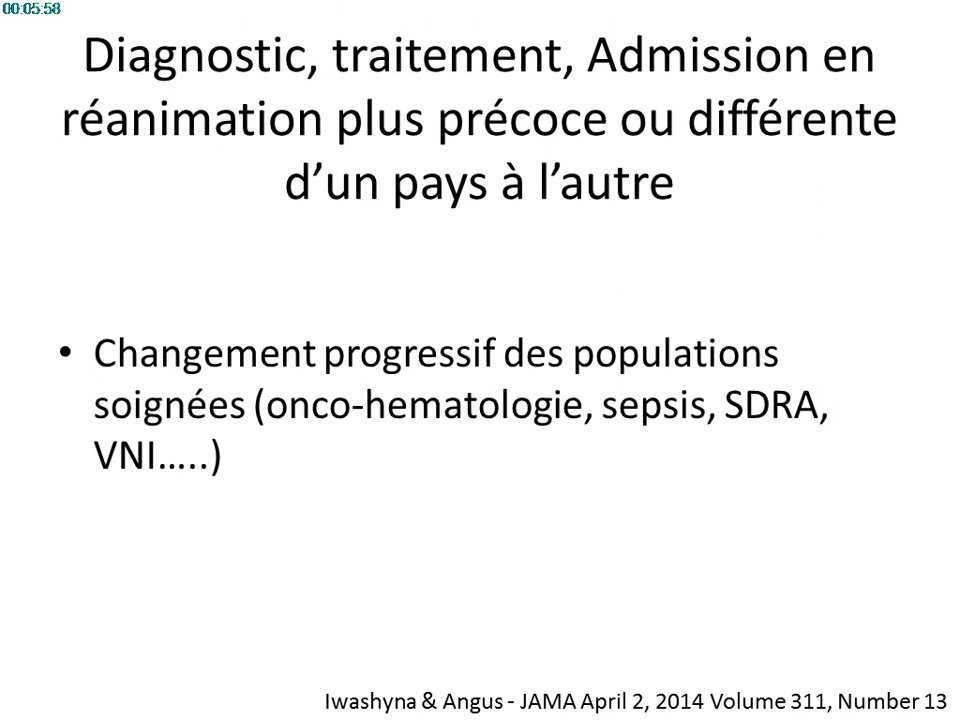 00:05:58
Diagnostic, traitement, Admission en
réanimation plus précoce ou différente
d’un pays à l’autre
• Changement progressif des populations
soignées (onco-hematologie, sepsis, SDRA,
VNI…..)
Iwashyna & Angus - JAMA April 2, 2014 Volume 311, Number 13